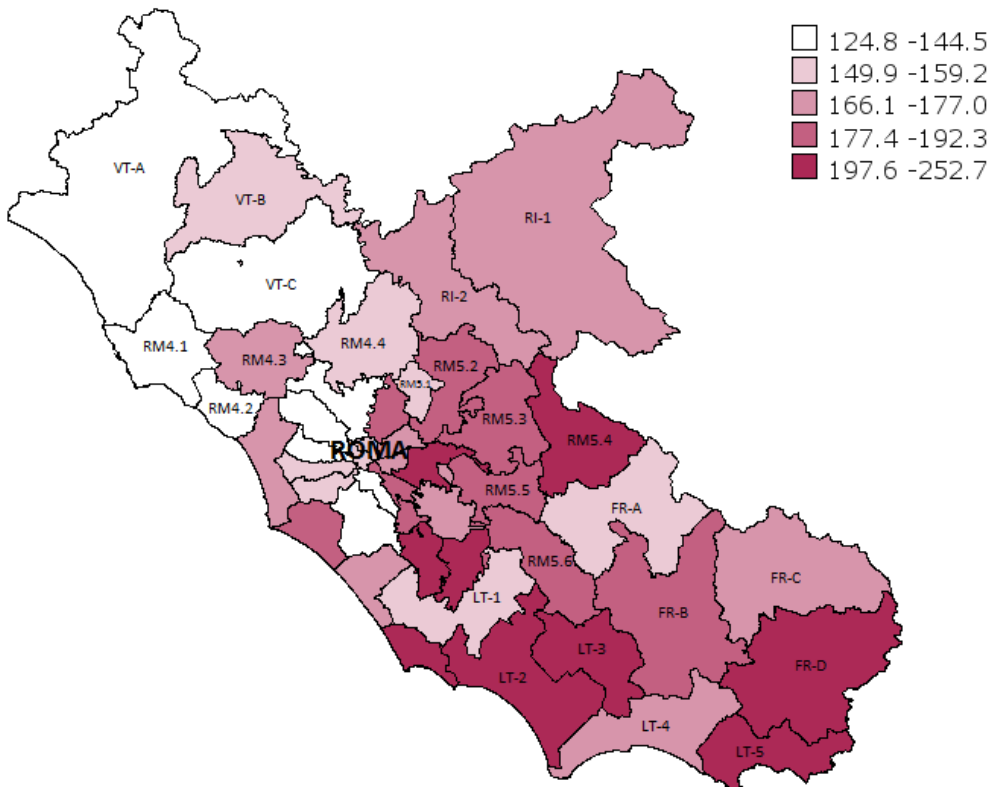 124.8 -144.5
149.9 -159.2
166.1 -177.0
177.4 -192.3
197.6 -252.7
VT-A
VT-B
RI-1
VT-C
RI-2
RM4.1
RM4.3
RM4.4
RM5.2
RM5.1
RM4.2
RM5.3
ROMA
RM5.4
RM5.5
FR-A
RM5.6
FR-C
LT-1
FR-B
LT-3
FR-D
LT-2
LT-4
LT-5